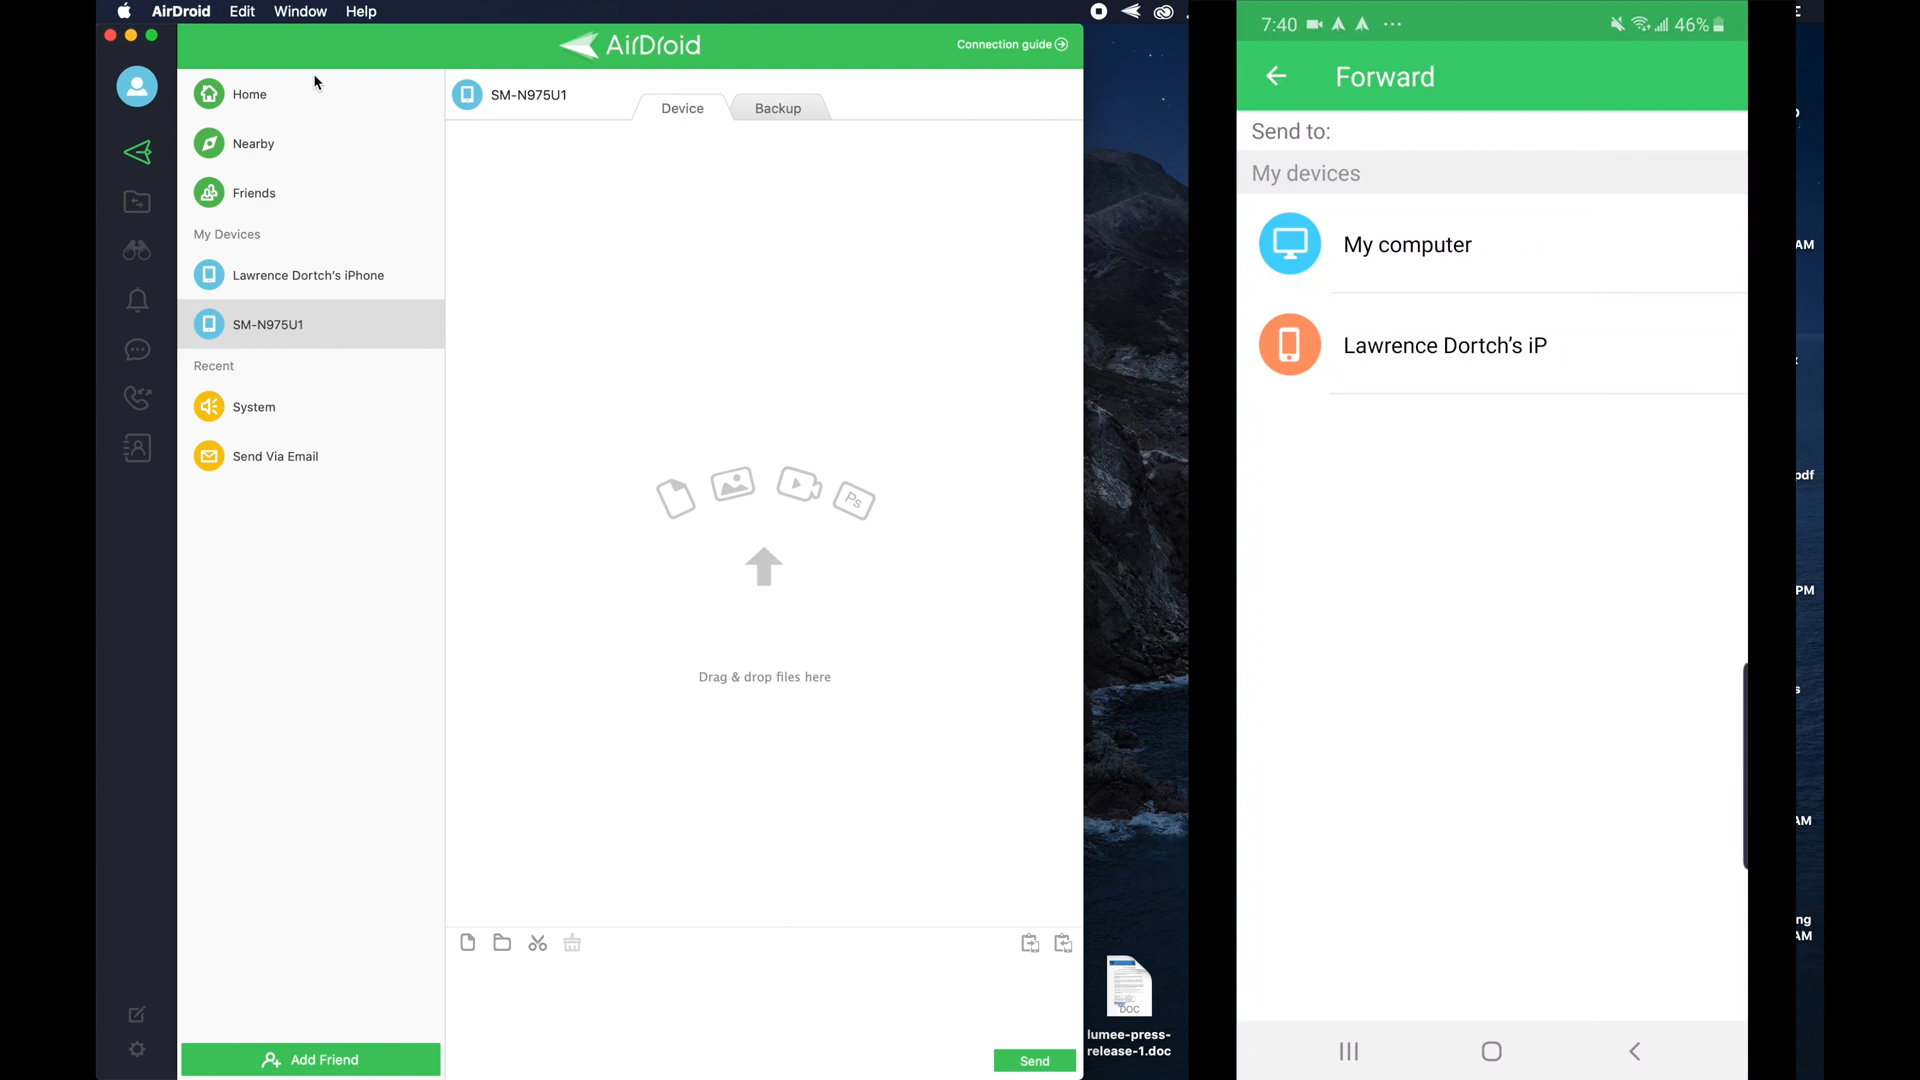 AirDroid Edit Window Help
AirDroid
Connection guide
Home
Nearby
Friends
My Devices
Lawrence Dortch's iPhone
SM-N975U1
Recent
System
Send Via Email
Add Friend
SM-N975U1
Device
Backup
Ps
Drag & drop files here
Send
DOC
lumee-press-
release-1.doc
7:40
46%
Forward
Send to:
My devices
My computer
Lawrence Dortch's iP
AM
pdf
PM
s
AM
ng
AM